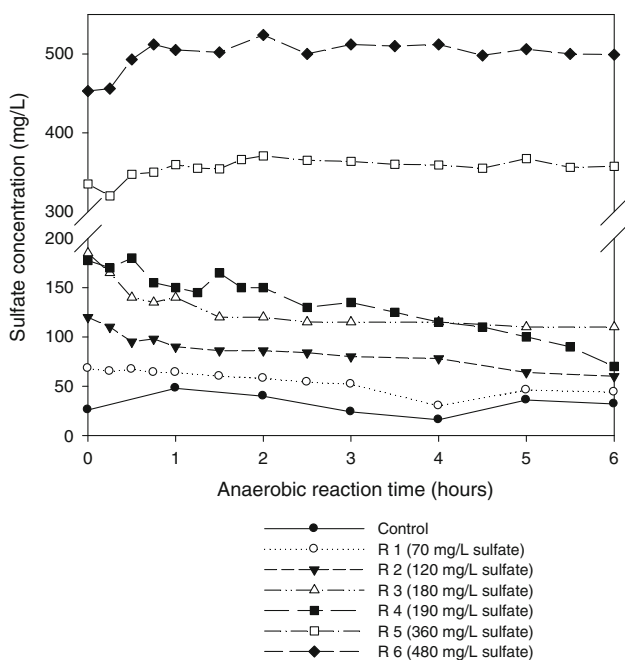 Sulfate concentration (mg/L)
500
400
300
200
150
100
50
0
0 1 2 3 4 5 6
Anaerobic reaction time (hours)
Control
R 1 (70 mg/L sulfate)
R 2 (120 mg/L sulfate)
R 3 (180 mg/L sulfate)
R 4 (190 mg/L sulfate)
R 5 (360 mg/L sulfate)
R 6 (480 mg/L sulfate)